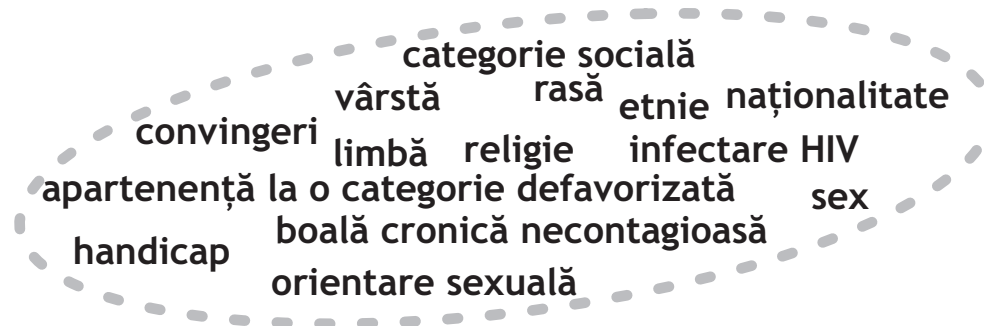 categorie socială
vârstă rasă etnie naționalitate
convingeri limbă religie infectare HIV
apartenență la o categorie defavorizată sex
handicap boală cronică necontagioasă
orientare sexuală